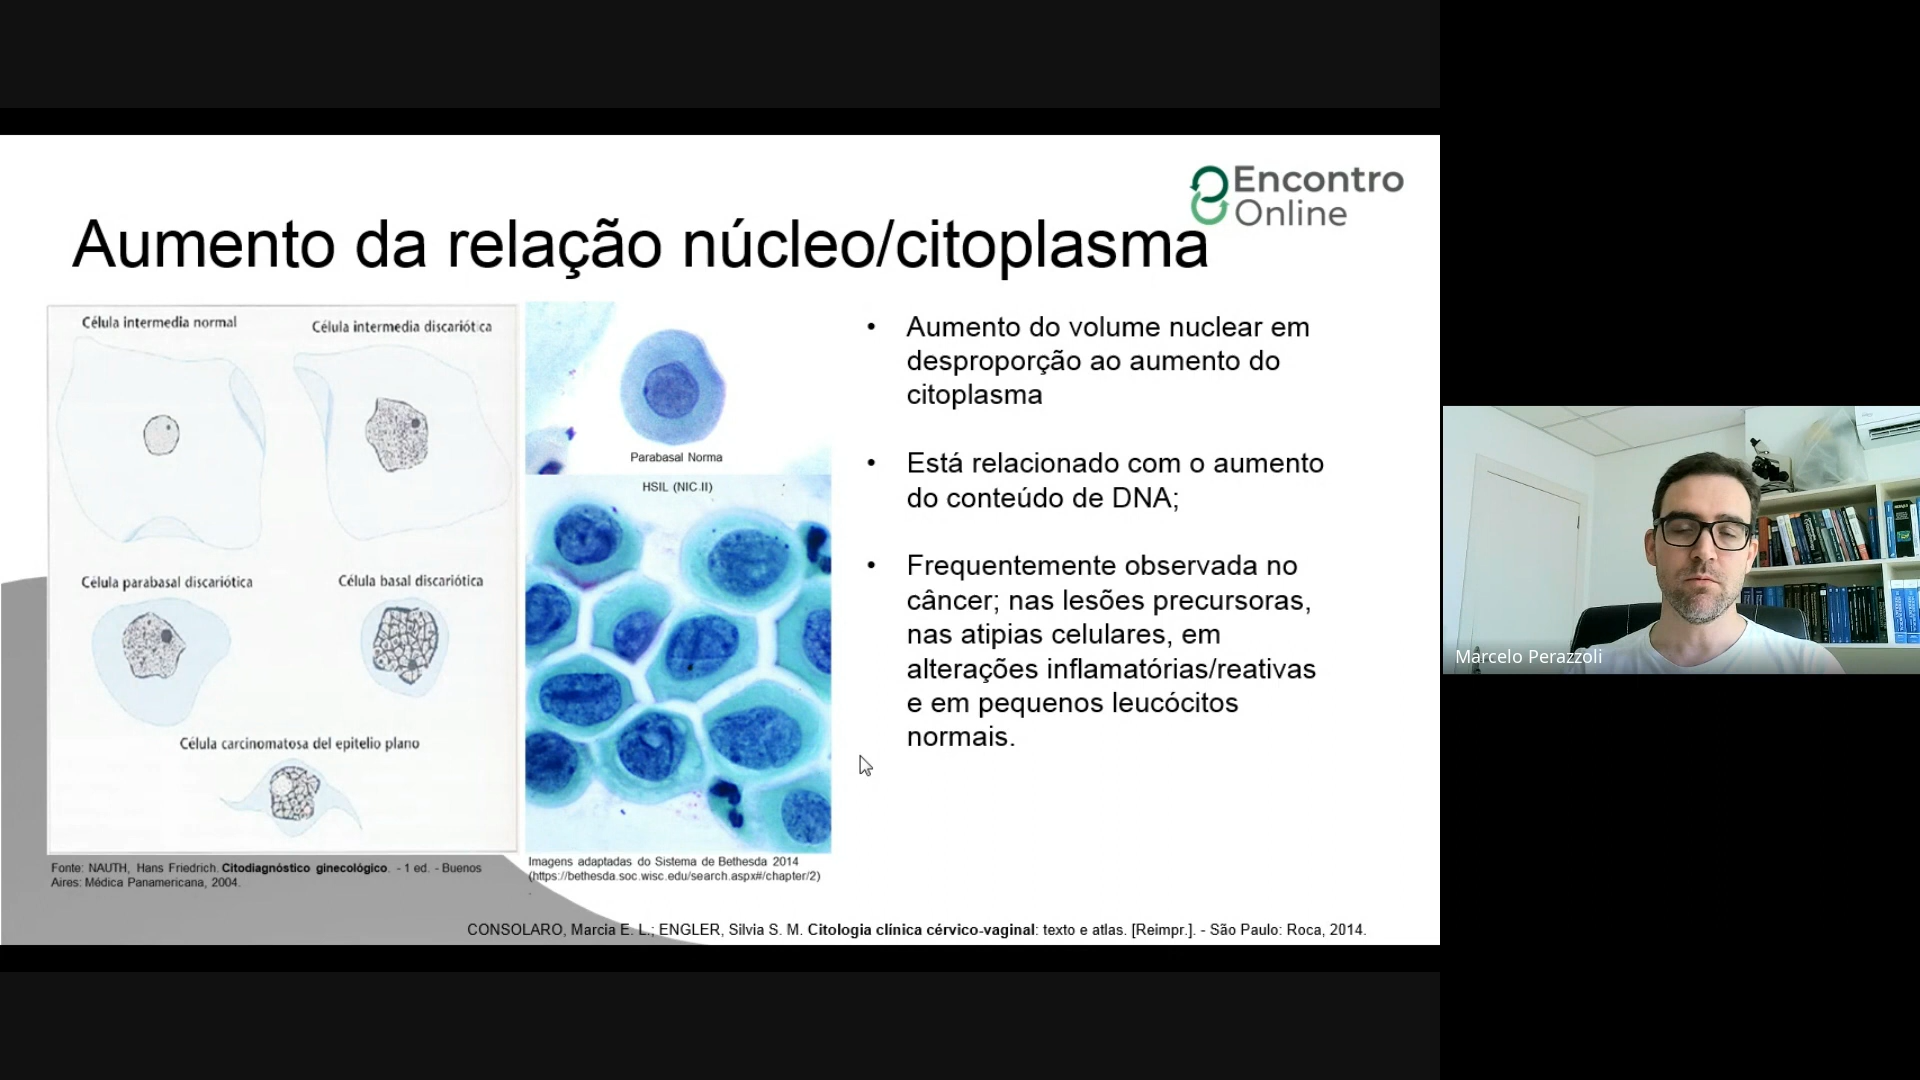 Encontro
Online
Aumento da relação núcleo/citoplasma
Célula intermedia normal
Célula intermedia discariótica
Célula parabasal discariótica
Célula basal discariótica
Célula carcinomatosa del epitelio plano
Parabasal Norma
HSIL (NIC II)
• Aumento do volume nuclear em
desproporção ao aumento do
citoplasma
• Está relacionado com o aumento
do conteúdo de DNA;
• Frequentemente observada no
câncer; nas lesões precursoras,
nas atipias celulares, em
alterações inflamatórias/reativas
e em pequenos leucócitos
normais.
Fonte: NAUTH, Hans Friedrich. Citodiagnóstico ginecológico. - 1 ed. - Buenos
Aires: Médica Panamericana, 2004.
Imagens adaptadas do Sistema de Bethesda 2014
(https://bethesda.soc.wisc.edu/search.aspx#/chapter/2)
.
CONSOLARO, Marcia E. L.; ENGLER, Silvia S. M. Citologia clínica cérvico-vaginal: texto e atlas. [Reimpr.]. - São Paulo: Roca, 2014.
Marcelo Perazzoli